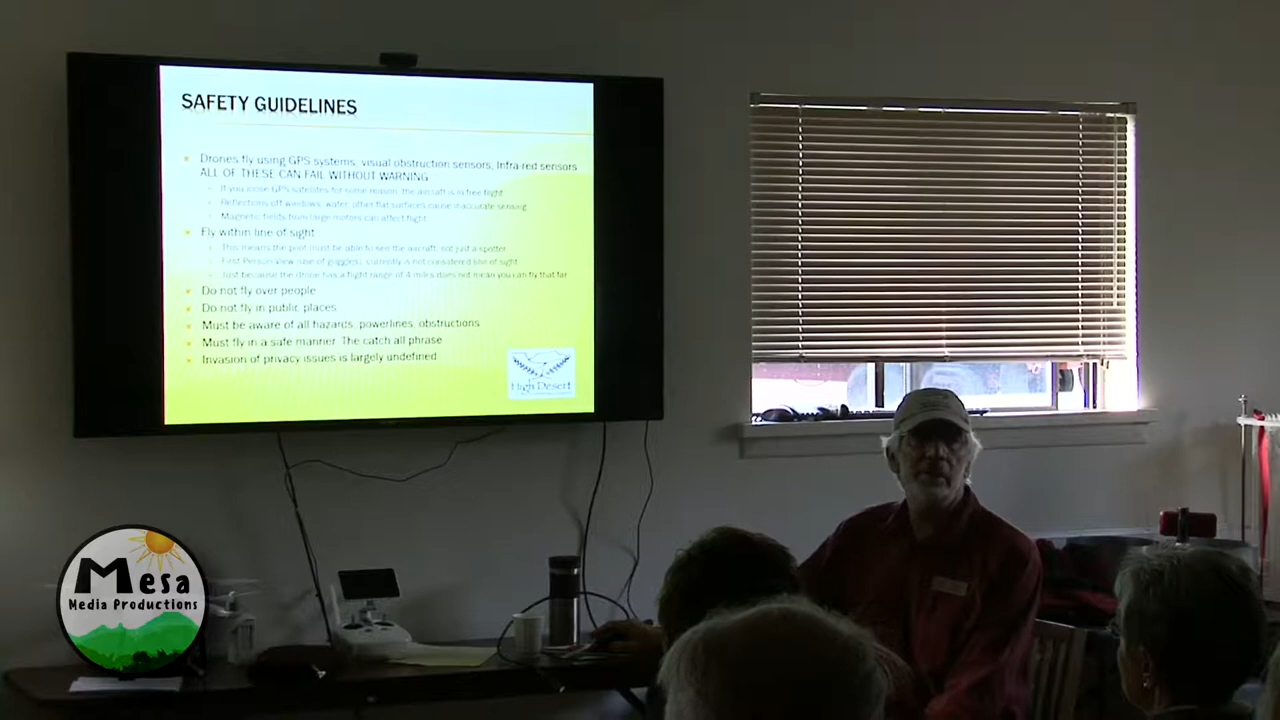 SAFETY GUIDELINES
Drones fly using GPS systems, visual obstruction sensors, Infra-red sensors
ALL OF THESE CAN FAIL WITHOUT WARNING
If you loose GPS satellites for some reason, the aircraft is in free flight
Reflections off windows, water, other flat surfaces cause inaccurate sensing
Magnetic fields from large motors can affect flight
Fly within line of sight
This means the pilot must be able to see the aircraft, not just a spotter
First Person View (use of goggles), currently is not considered line of sight
Just because the drone has a flight range of 4 miles does not mean you can fly that far
Do not fly over people
Do not fly in public places
Must be aware of all hazards, powerlines, obstructions
Must fly in a safe manner. The catch all phrase
Invasion of privacy issues is largely undefined
High Desert
Mesa
Media Productions